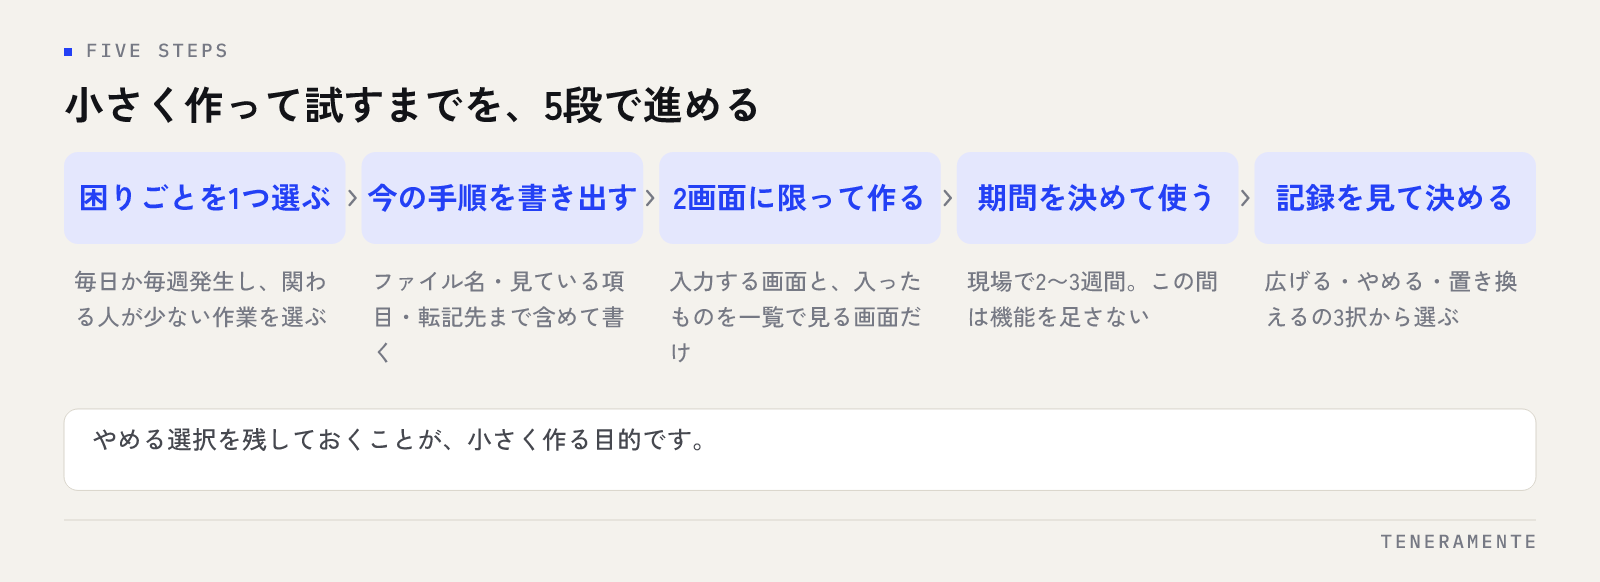 FIVE STEPS
小さく作って試すまでを、5段で進める
困りごとを1つ選ぶ
毎日か毎週発生し、関わ
る人が少ない作業を選ぶ
今の手順を書き出す
ファイル名・見ている項
目・転記先まで含めて書
く
2画面に限って作る
入力する画面と、入った
ものを一覧で見る画面だ
け
期間を決めて使う
現場で2〜3週間。この間
は機能を足さない
記録を見て決める
広げる・やめる・置き換
えるの3択から選ぶ
やめる選択を残しておくことが、小さく作る目的です。
TENERAMENTE